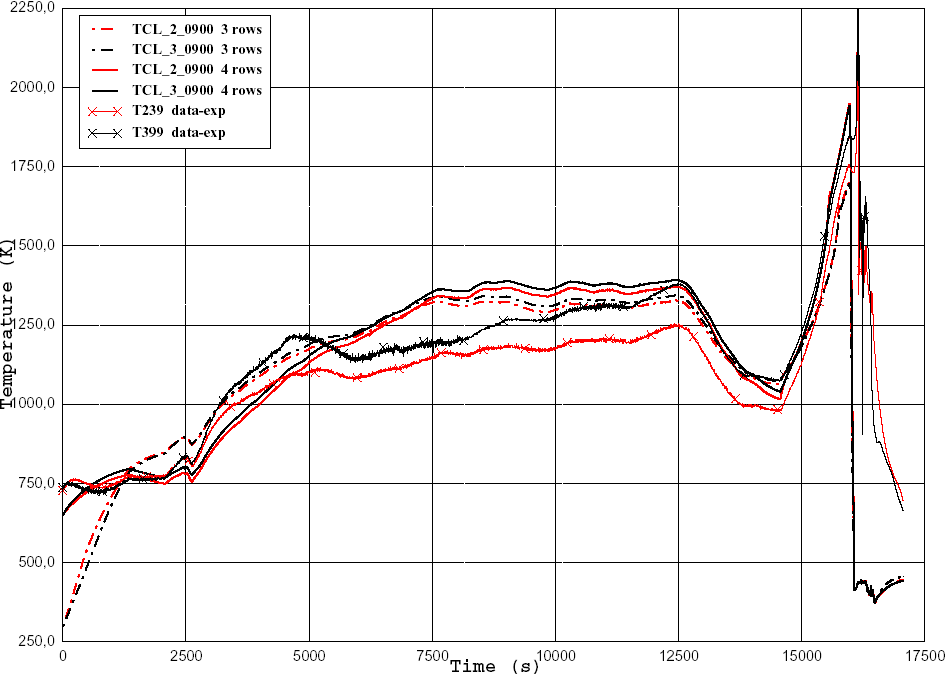 2250,0
2000,0
1750,0
1500,0
1250,0
1000,0
750,0
500,0
250,0
Temperature (K)
TCL_2_0900 3 rows
TCL_3_0900 3 rows
TCL_2_0900 4 rows
TCL_3_0900 4 rows
T239 data-exp
T399 data-exp
0 2500 5000 7500 10000 12500 15000 17500
Time (s)